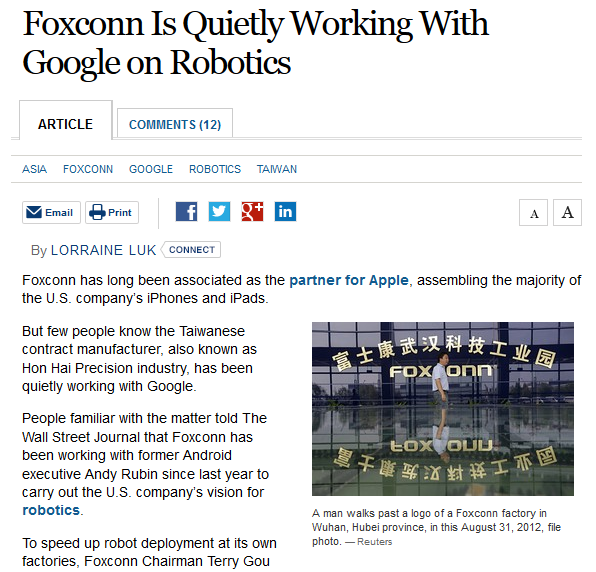 Foxconn Is Quietly Working With
Google on Robotics
ARTICLE
COMMENTS (12)
ASIA FOXCONN GOOGLE ROBOTICS TAIWAN
Email Print f g+ in A A
By LORRAINE LUK CONNECT
Foxconn has long been associated as the partner for Apple, assembling the majority of
the U.S. company's iPhones and iPads.
But few people know the Taiwanese
contract manufacturer, also known as
Hon Hai Precision industry, has been
quietly working with Google.
People familiar with the matter told The
Wall Street Journal that Foxconn has
been working with former Android
executive Andy Rubin since last year to
carry out the U.S. company's vision for
robotics.
To speed up robot deployment at its own
factories, Foxconn Chairman Terry Gou
富士康武汉科技工业园
FOXCONN
A man walks past a logo of a Foxconn factory in
Wuhan, Hubei province, in this August 31, 2012, file
photo. — Reuters